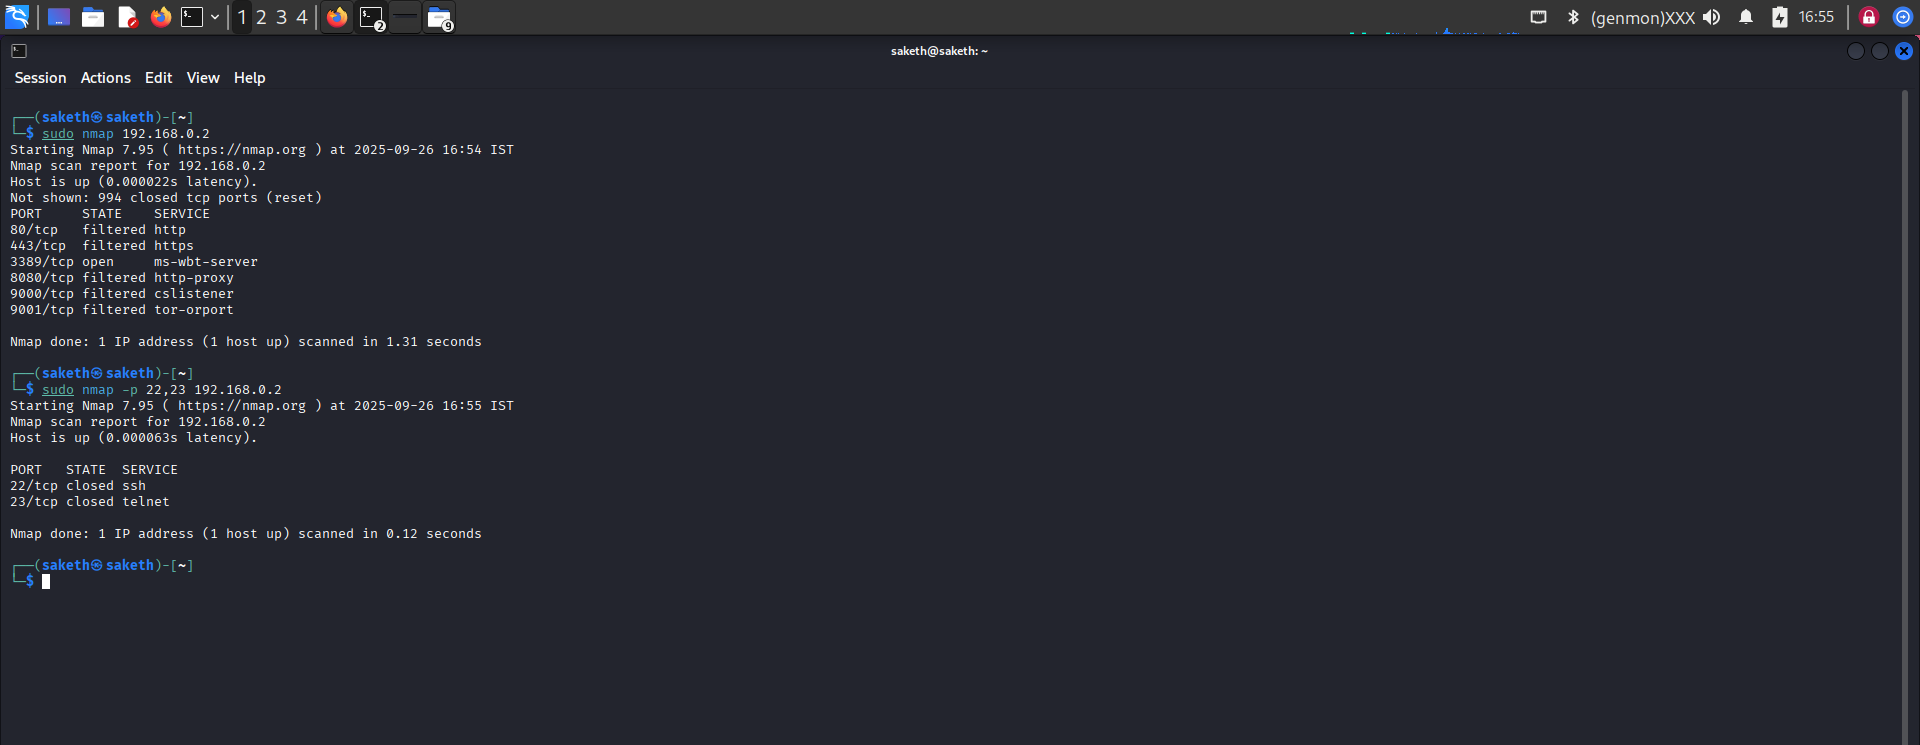 1 2 3 4 2 9 (genmon)XXX 16:55
saketh@saketh: ~
Session Actions Edit View Help
┌──(saketh㉿saketh)-[~]
└─$ sudo nmap 192.168.0.2
Starting Nmap 7.95 ( https://nmap.org ) at 2025-09-26 16:54 IST
Nmap scan report for 192.168.0.2
Host is up (0.000022s latency).
Not shown: 994 closed tcp ports (reset)
PORT     STATE    SERVICE
80/tcp   filtered http
443/tcp  filtered https
3389/tcp open     ms-wbt-server
8080/tcp filtered http-proxy
9000/tcp filtered cslistener
9001/tcp filtered tor-orport
Nmap done: 1 IP address (1 host up) scanned in 1.31 seconds
┌──(saketh㉿saketh)-[~]
└─$ sudo nmap -p 22,23 192.168.0.2
Starting Nmap 7.95 ( https://nmap.org ) at 2025-09-26 16:55 IST
Nmap scan report for 192.168.0.2
Host is up (0.000063s latency).
PORT   STATE  SERVICE
22/tcp closed ssh
23/tcp closed telnet
Nmap done: 1 IP address (1 host up) scanned in 0.12 seconds
┌──(saketh㉿saketh)-[~]
└─$